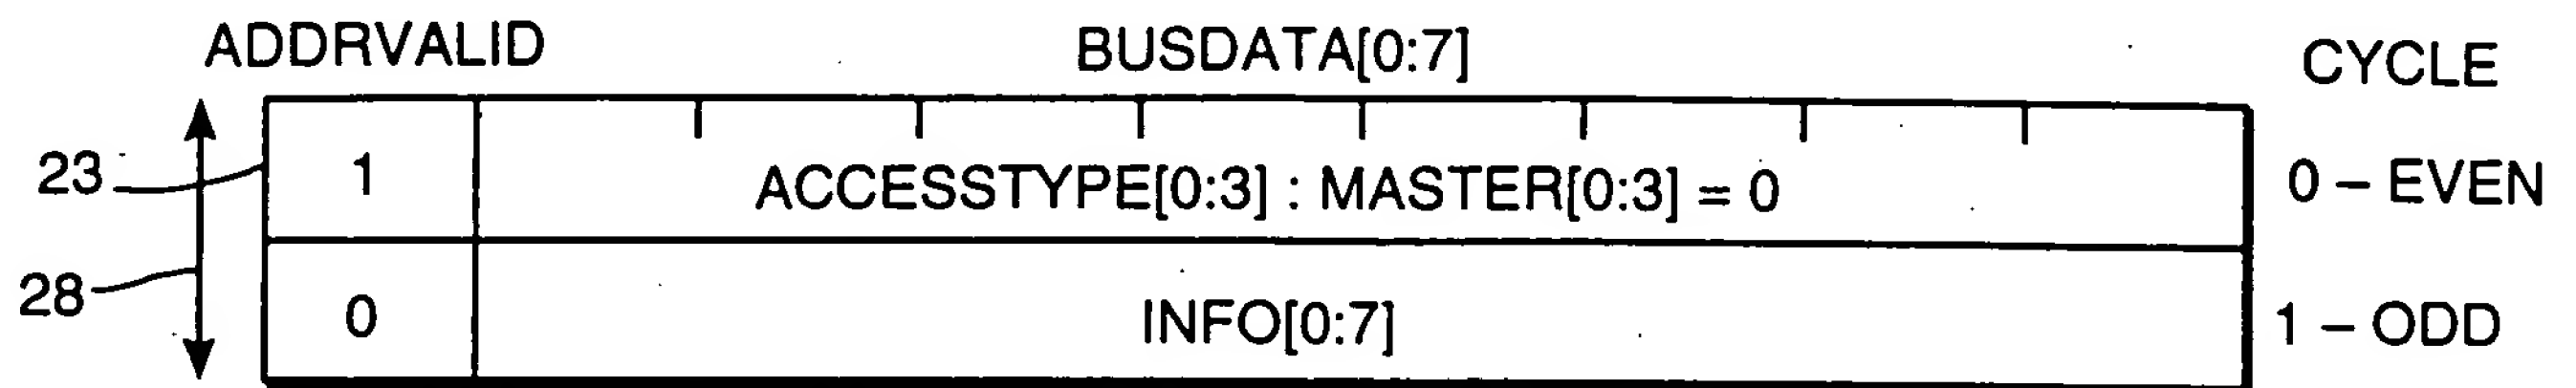 ADDRVALID BUSDATA[0:7] CYCLE
23 1 ACCESSTYPE[0:3] : MASTER[0:3] = 0 0 – EVEN
28 0 INFO[0:7] 1 – ODD